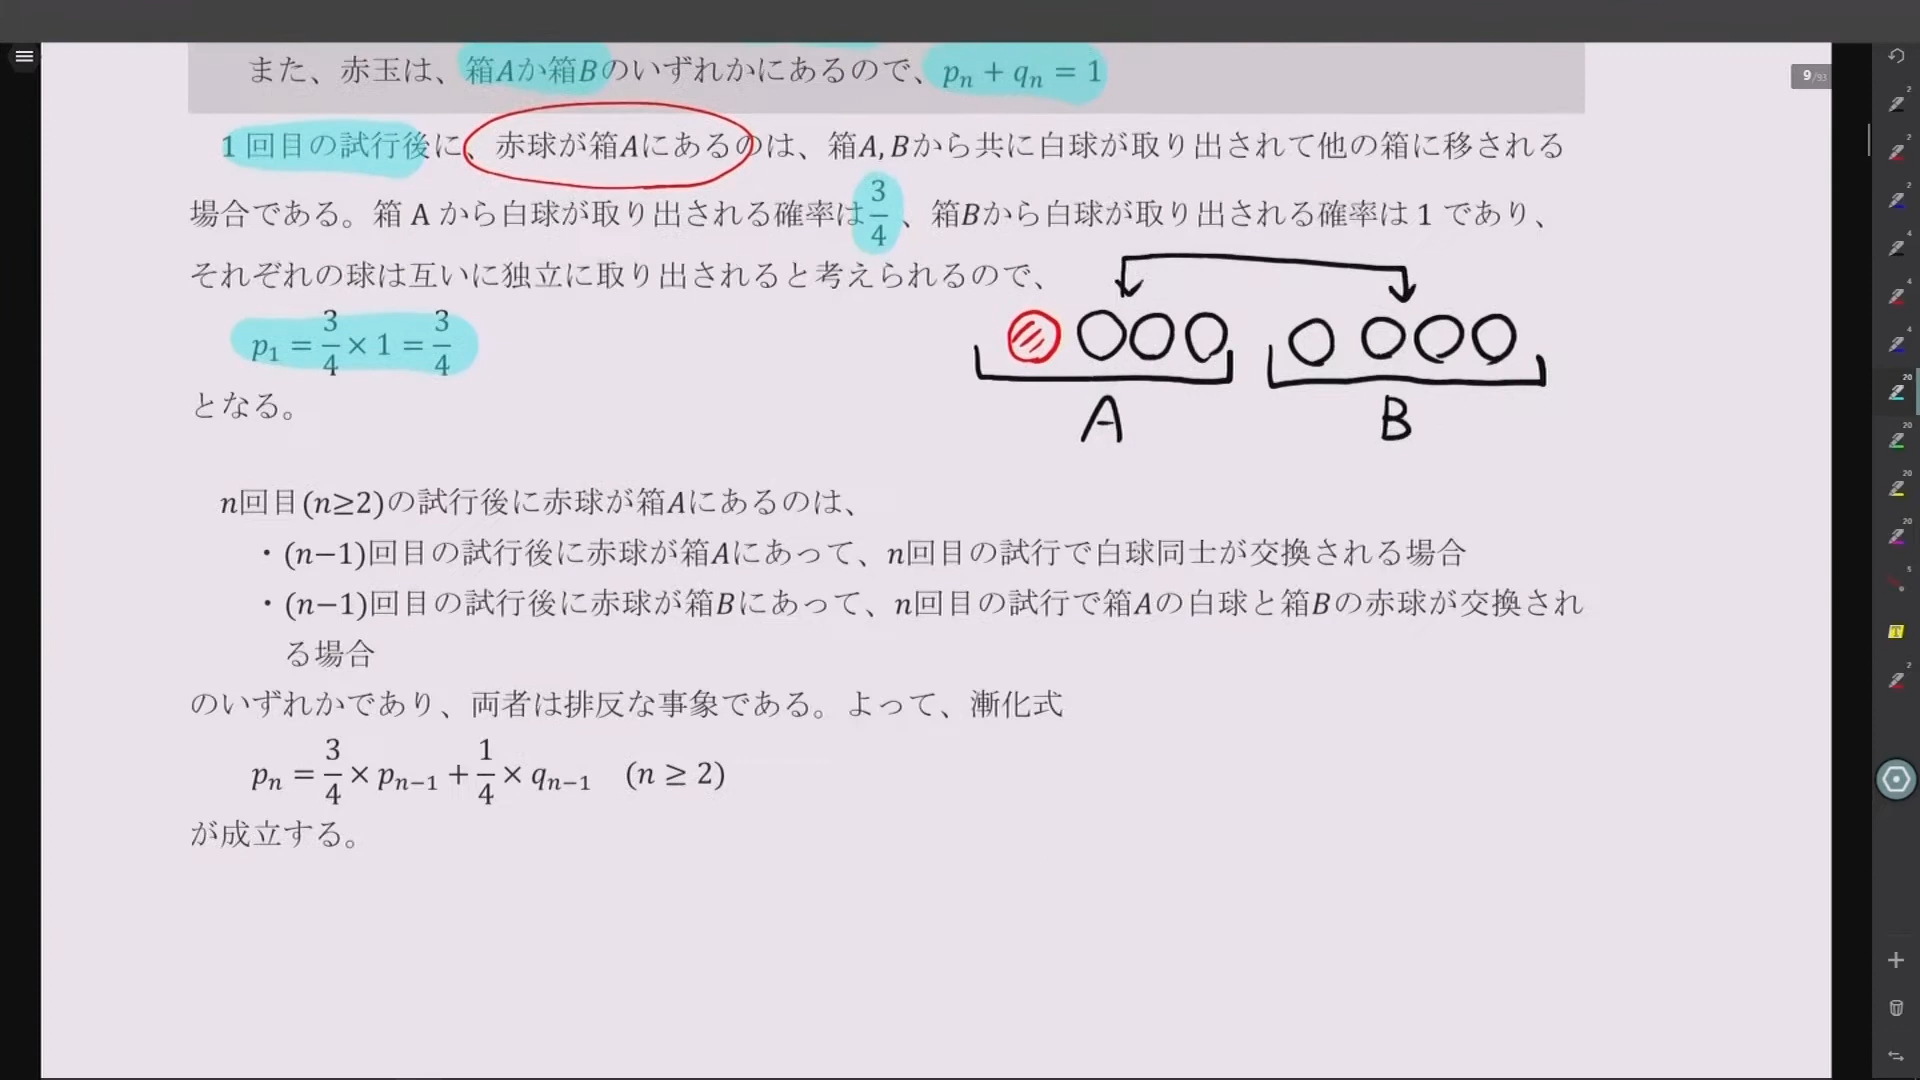 また、赤玉は、箱Aか箱Bのいずれかにあるので、pₙ + qₙ = 1
9/93
1回目の試行後に、赤球が箱Aにあるのは、箱A, Bから共に白球が取り出されて他の箱に移される
場合である。箱 A から白球が取り出される確率は 3/4 、箱Bから白球が取り出される確率は 1 であり、
それぞれの球は互いに独立に取り出されると考えられるので、
p₁ = 3/4 × 1 = 3/4
となる。
A B
n回目(n≥2)の試行後に赤球が箱Aにあるのは、
・(n−1)回目の試行後に赤球が箱Aにあって、n回目の試行で白球同士が交換される場合
・(n−1)回目の試行後に赤球が箱Bにあって、n回目の試行で箱Aの白球と箱Bの赤球が交換され
る場合
のいずれかであり、両者は排反な事象である。よって、漸化式
pₙ = 3/4 × pₙ₋₁ + 1/4 × qₙ₋₁ (n ≥ 2)
が成立する。
2
2
2
4
4
4
20
20
20
20
5
T
2